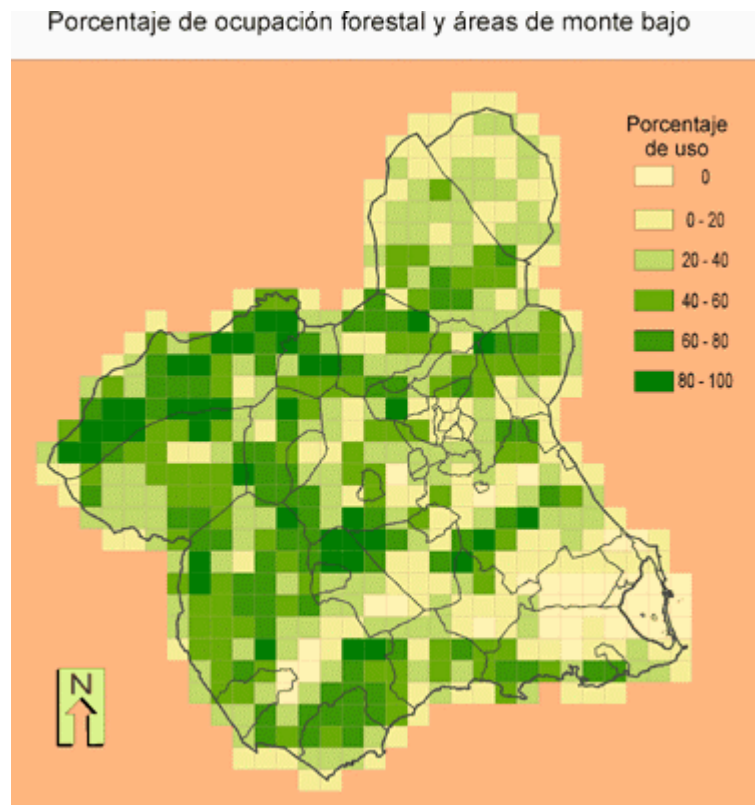 Porcentaje de ocupación forestal y áreas de monte bajo
Porcentaje
de uso
0
0 - 20
20 - 40
40 - 60
60 - 80
80 - 100
N